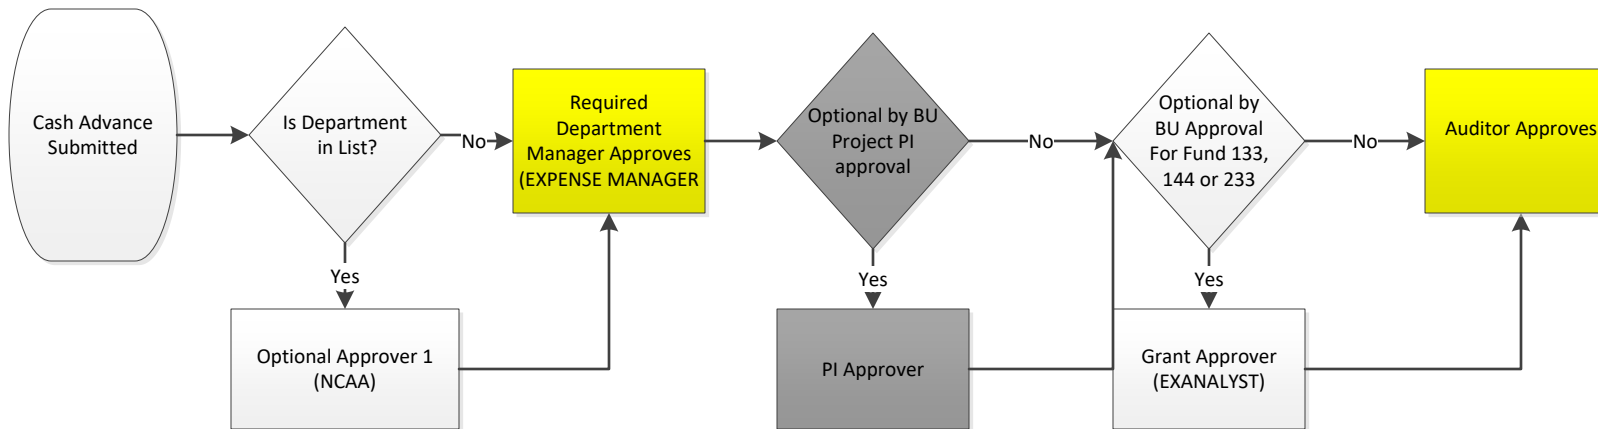 Cash Advance
Submitted
Is Department
in List?
No
Yes
Optional Approver 1
(NCAA)
Required
Department
Manager Approves
(EXPENSE MANAGER
Optional by BU
Project PI
approval
No
Yes
PI Approver
Optional by
BU Approval
For Fund 133,
144 or 233
No
Yes
Grant Approver
(EXANALYST)
Auditor Approves